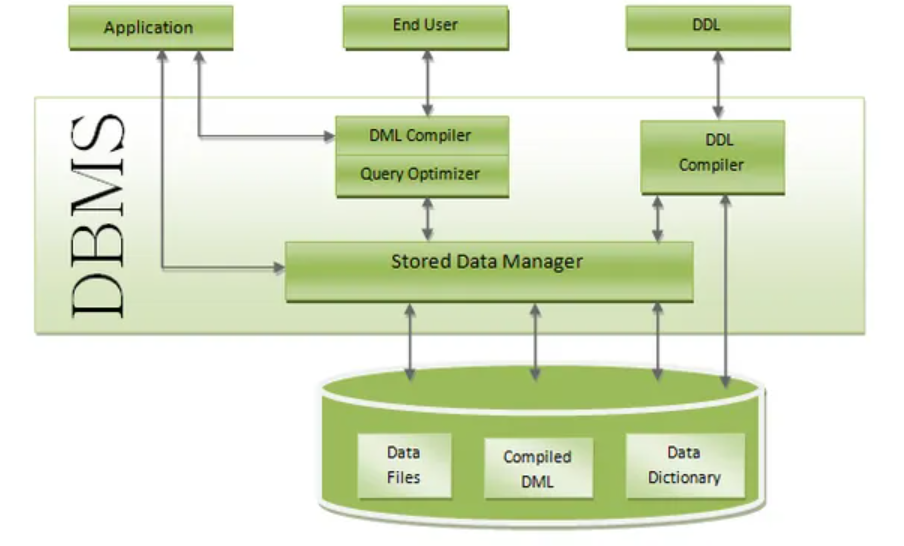 Application
End User
DDL
DBMS
DML Compiler
Query Optimizer
DDL
Compiler
Stored Data Manager
Data
Files
Compiled
DML
Data
Dictionary